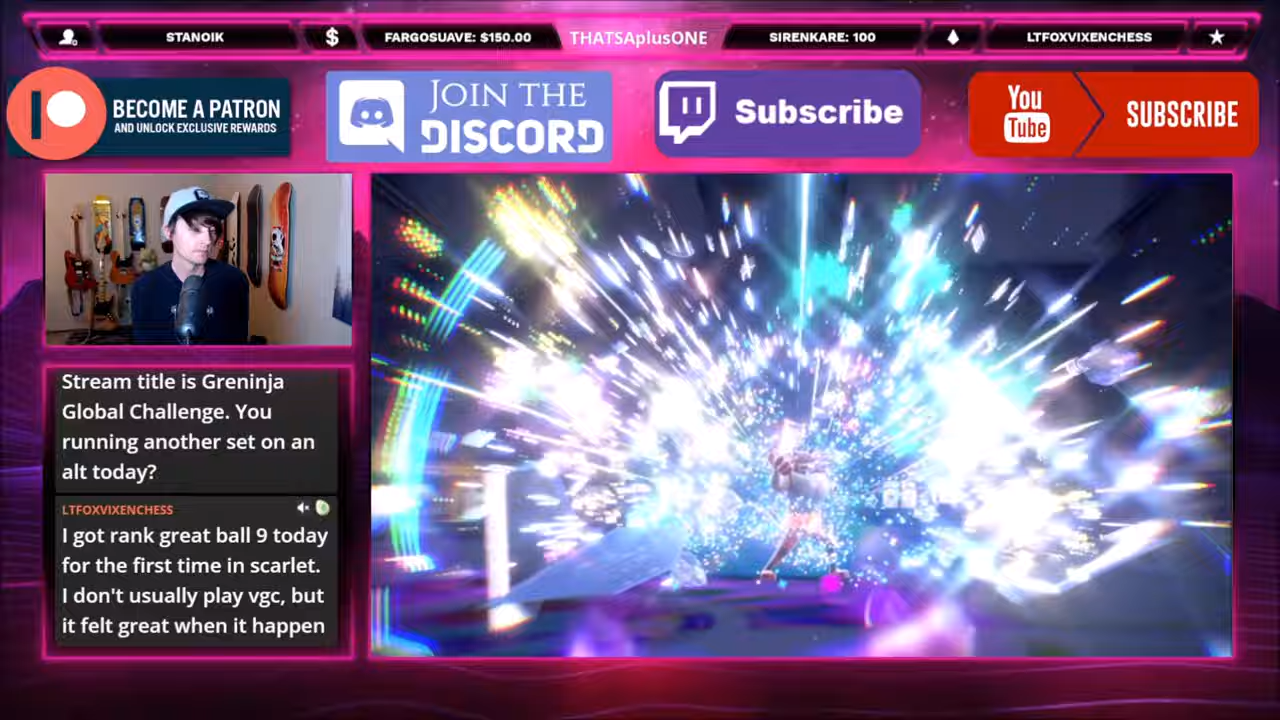 STANOIK
$
FARGOSUAVE: $150.00
THATSAplusONE
SIRENKARE: 100
LTFOXVIXENCHESS
BECOME A PATRON
AND UNLOCK EXCLUSIVE REWARDS
JOIN THE
DISCORD
Subscribe
You
Tube
SUBSCRIBE
Stream title is Greninja
Global Challenge. You
running another set on an
alt today?
LTFOXVIXENCHESS
I got rank great ball 9 today
for the first time in scarlet.
I don't usually play vgc, but
it felt great when it happen